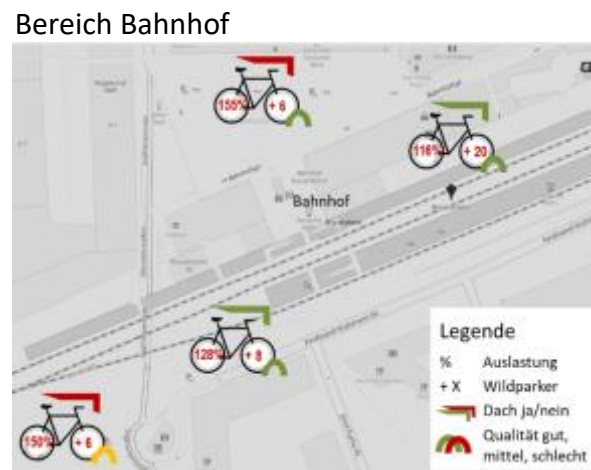 Bereich Bahnhof
155% + 6
116% + 20
Bahnhof
128% + 8
150% + 6
Legende
% Auslastung
+ X Wildparker
Dach ja/nein
Qualität gut,
mittel, schlecht